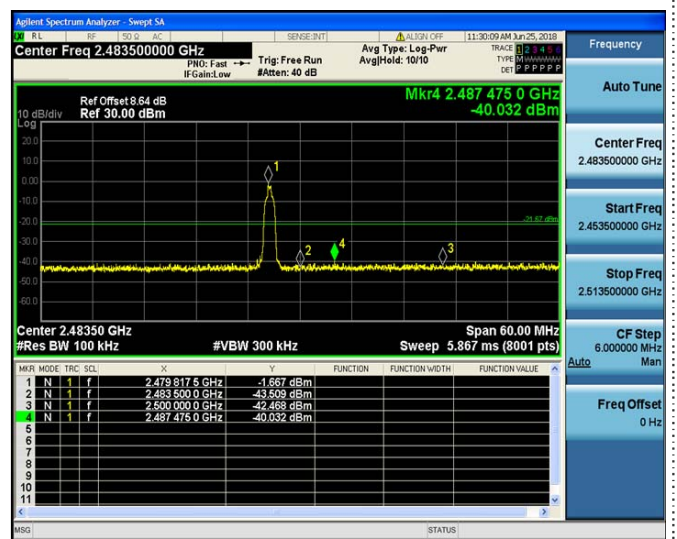 Agilent Spectrum Analyzer - Swept SA
RL RF 50 Ω AC SENSE:INT ALIGN OFF 11:30:09 AM Jun 25, 2018
Center Freq 2.483500000 GHz
PNO: Fast Trig: Free Run
IFGain:Low #Atten: 40 dB
Avg Type: Log-Pwr
Avg|Hold: 10/10
TRACE 1 2 3 4 5 6
TYPE M
DET P P P P P P
Frequency
Auto Tune
Center Freq
2.483500000 GHz
Start Freq
2.453500000 GHz
Stop Freq
2.513500000 GHz
CF Step
6.000000 MHz
Auto Man
Freq Offset
0 Hz
Mkr4 2.487 475 0 GHz
-40.032 dBm
Ref Offset 8.64 dB
10 dB/div Ref 30.00 dBm
Log
20.0
10.0
0.00
-10.0
-20.0
-30.0
-40.0
-50.0
-60.0
1
2
4
3
-21.67 dBm
Center 2.48350 GHz Span 60.00 MHz
#Res BW 100 kHz #VBW 300 kHz Sweep 5.867 ms (8001 pts)
MKR MODE TRC SCL X Y FUNCTION FUNCTION WIDTH FUNCTION VALUE
1 N 1 f 2.479 817 5 GHz -1.667 dBm
2 N 1 f 2.483 500 0 GHz -43.509 dBm
3 N 1 f 2.500 000 0 GHz -42.468 dBm
4 N 1 f 2.487 475 0 GHz -40.032 dBm
5
6
7
8
9
10
11
MSG STATUS